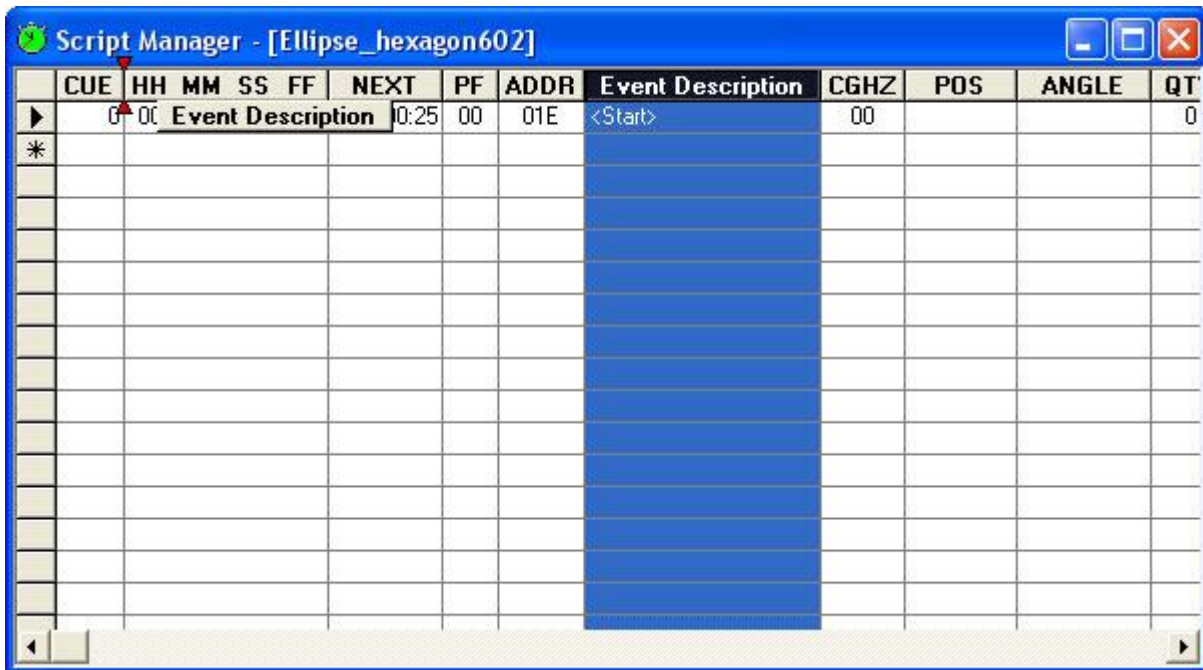 Script Manager - [Ellipse_hexagon602]
CUE HH MM SS FF NEXT PF ADDR Event Description CGHZ POS ANGLE QT
0 Event Description 0:25 00 01E <Start> 00 0